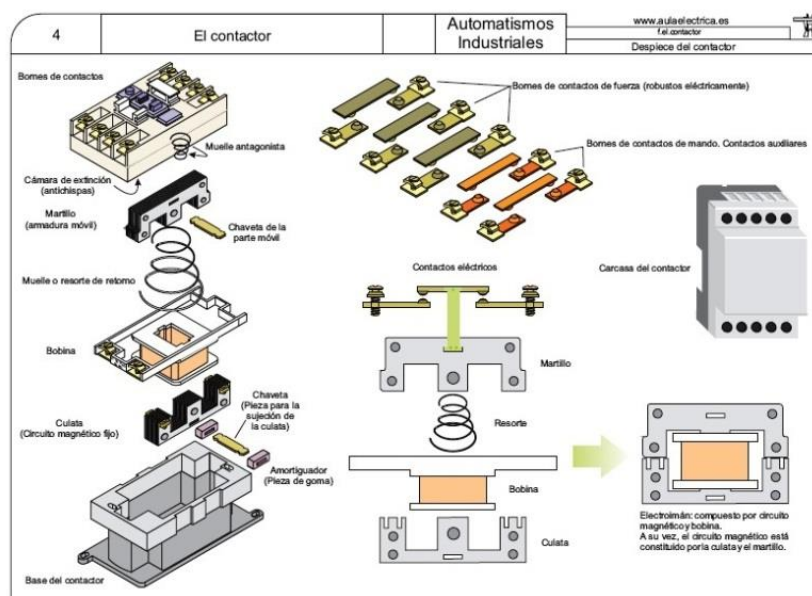 4
El contactor
Automatismos
Industriales
www.aulaelectrica.es
f.el.contactor
Despiece del contactor
Bornes de contactos
Muelle antagonista
Cámara de extinción
(antichispas)
Martillo
(armadura móvil)
Chaveta de la
parte móvil
Muelle o resorte de retorno
Bobina
Chaveta
(Pieza para la
sujeción de
la culata)
Culata
(Circuito magnético fijo)
Amortiguador
(Pieza de goma)
Base del contactor
Bornes de contactos de fuerza (robustos eléctricamente)
Bornes de contactos de mando. Contactos auxiliares
Contactos eléctricos
Martillo
Resorte
Bobina
Culata
Carcasa del contactor
Electroimán: compuesto por circuito
magnético y bobina.
A su vez, el circuito magnético está
constituido por la culata y el martillo.